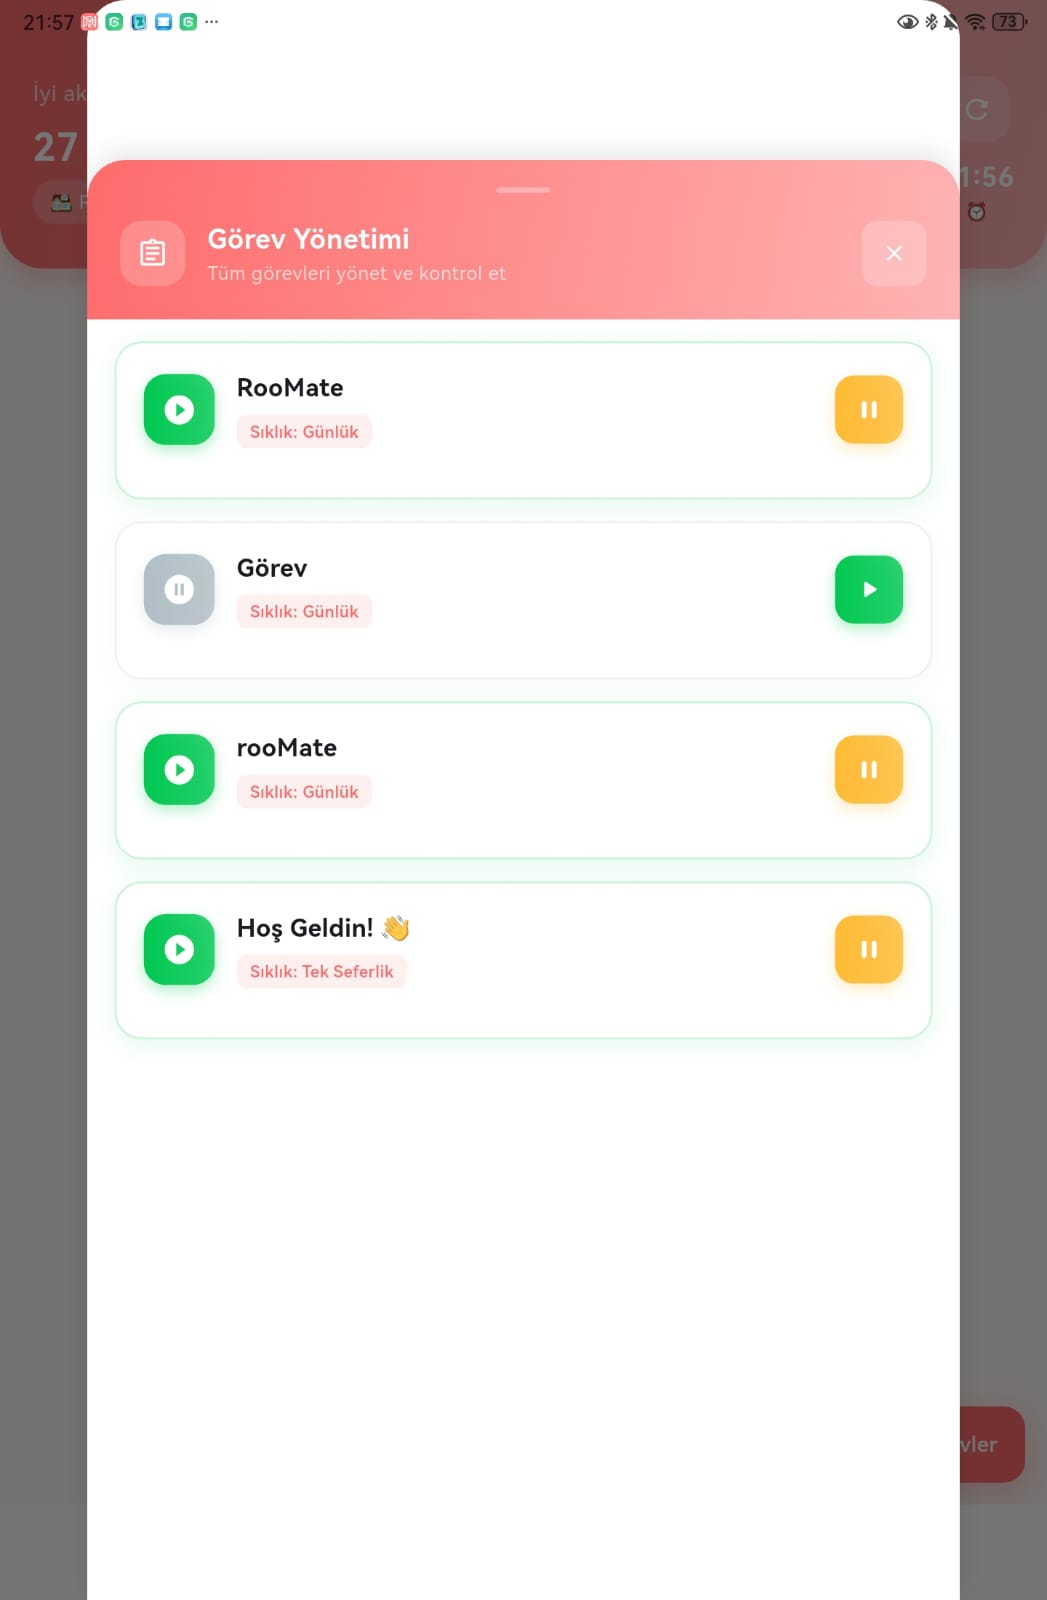 21:57
73
İyi ak
27
1:56
Görev Yönetimi
Tüm görevleri yönet ve kontrol et
RooMate
Sıklık: Günlük
Görev
Sıklık: Günlük
rooMate
Sıklık: Günlük
Hoş Geldin! 👋
Sıklık: Tek Seferlik
vler